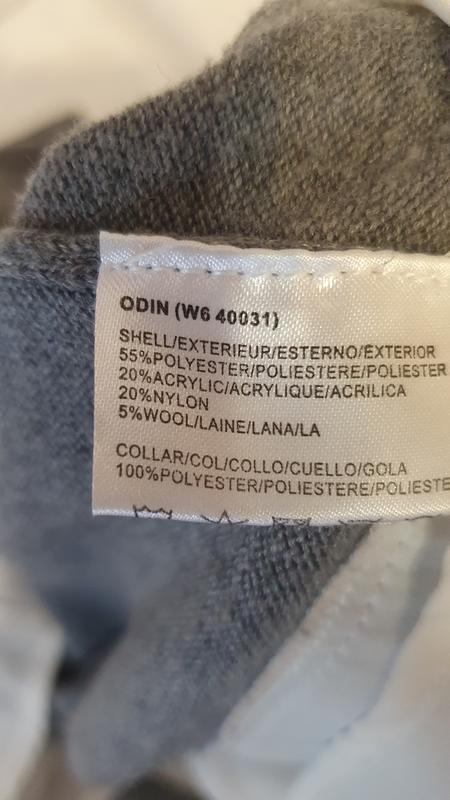 ODIN (W6 40031)
SHELL/EXTERIEUR/ESTERNO/EXTERIOR
55%POLYESTER/POLIESTERE/POLIESTER
20%ACRYLIC/ACRYLIQUE/ACRILICA
20%NYLON
5%WOOL/LAINE/LANA/LA
COLLAR/COL/COLLO/CUELLO/GOLA
100%POLYESTER/POLIESTERE/POLIESTE